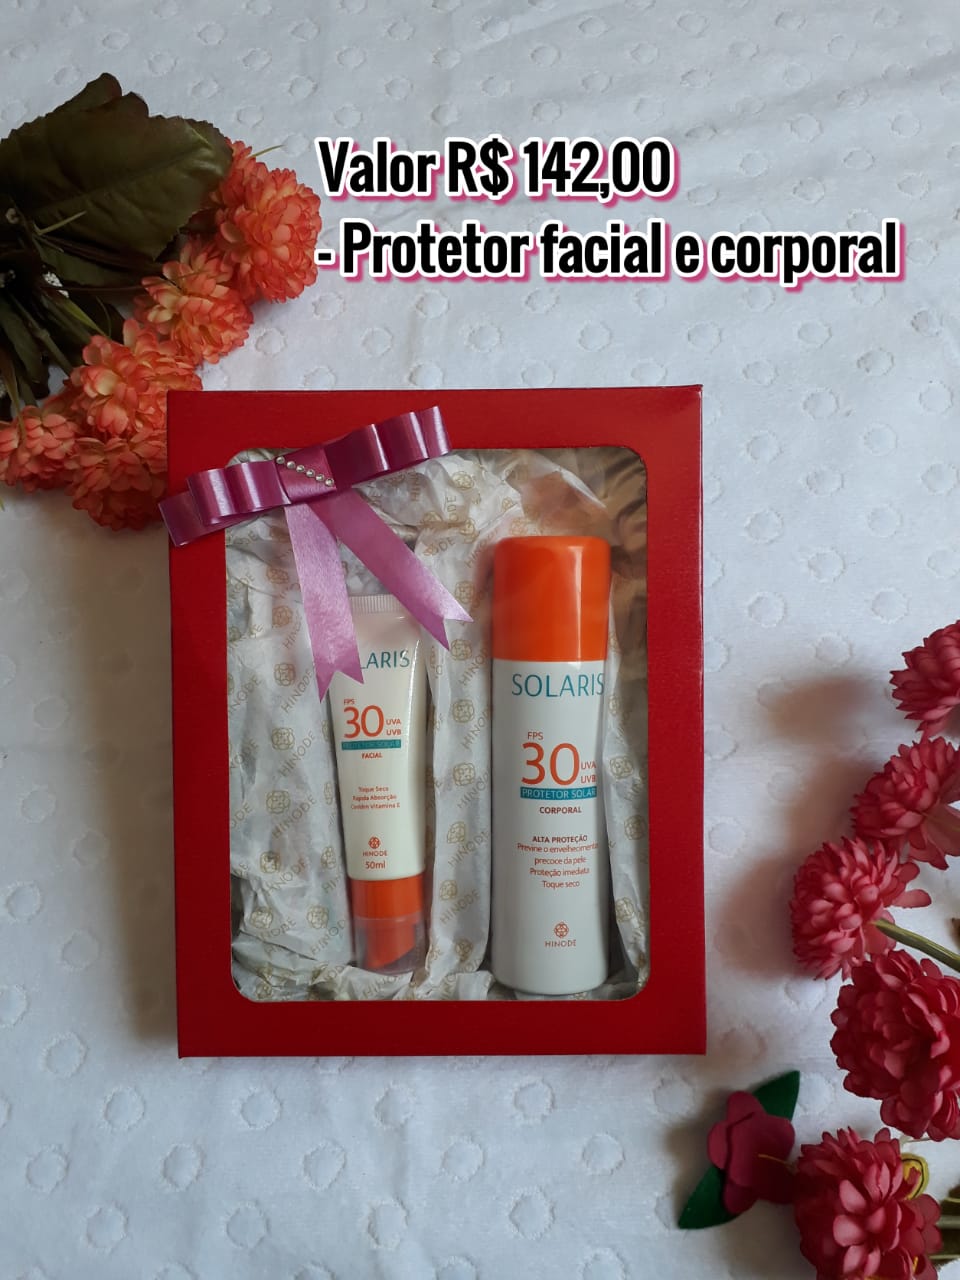 Valor R$ 142,00
- Protetor facial e corporal
LARIS
FPS
30 UVA
UVB
PROTETOR SOLAR
FACIAL
Toque Seco
Rápida Absorção
Contém Vitamina E
HINODE
50ml
SOLARIS
FPS
30 UVA
UVB
PROTETOR SOLAR
CORPORAL
ALTA PROTEÇÃO
Previne o envelhecimento
precoce da pele
Proteção imediata
Toque seco
HINODE